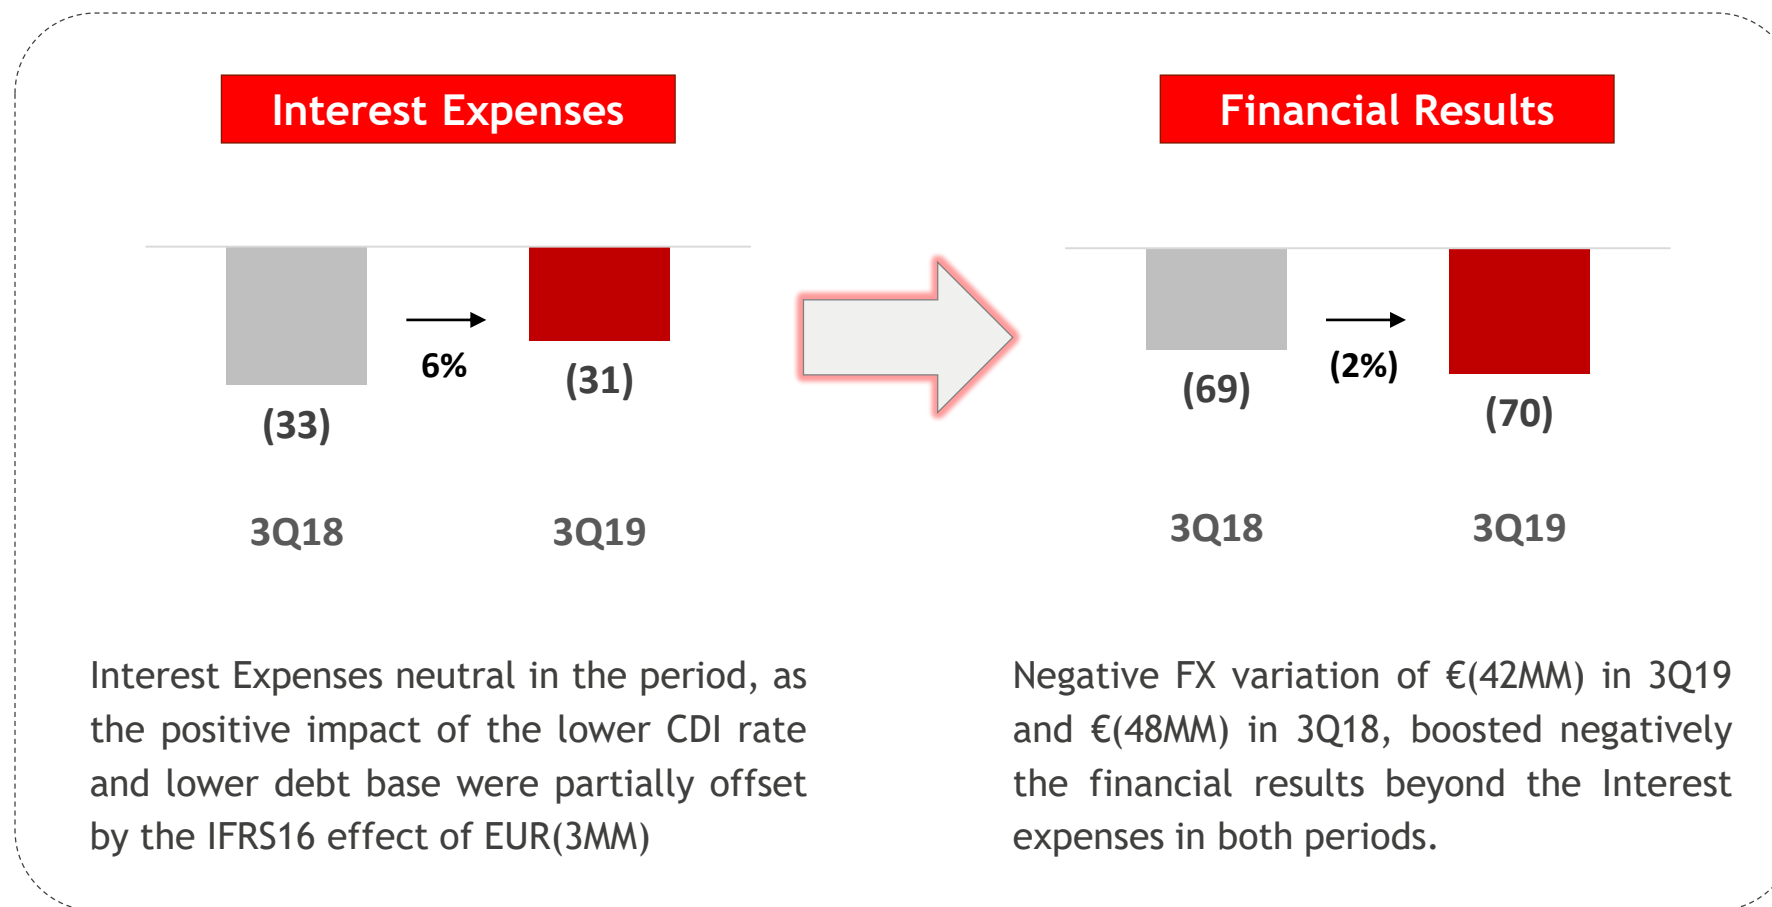 Interest Expenses
6%
(33)
(31)
3Q18
3Q19
Interest Expenses neutral in the period, as
the positive impact of the lower CDI rate
and lower debt base were partially offset
by the IFRS16 effect of EUR(3MM)
Financial Results
(2%)
(69)
(70)
3Q18
3Q19
Negative FX variation of €(42MM) in 3Q19
and €(48MM) in 3Q18, boosted negatively
the financial results beyond the Interest
expenses in both periods.